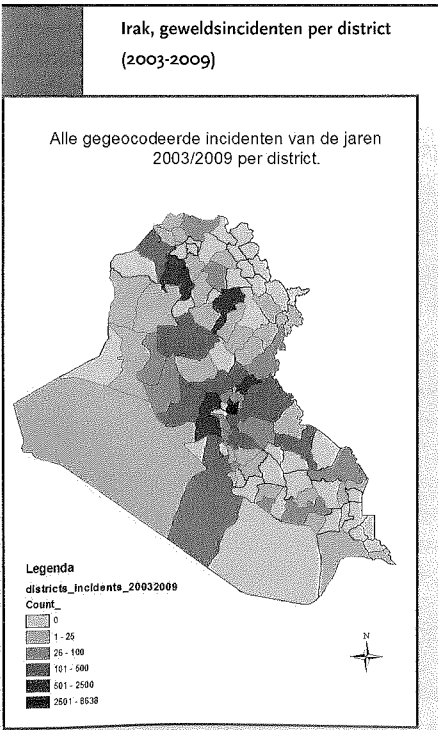 Irak, geweldsincidenten per district
(2003-2009)
Alle gegeocodeerde incidenten van de jaren
2003/2009 per district.
Legenda
districts_incidents_20032009
Count_
0
1 - 25
26 - 100
101 - 500
501 - 2500
2501 - 8638
N